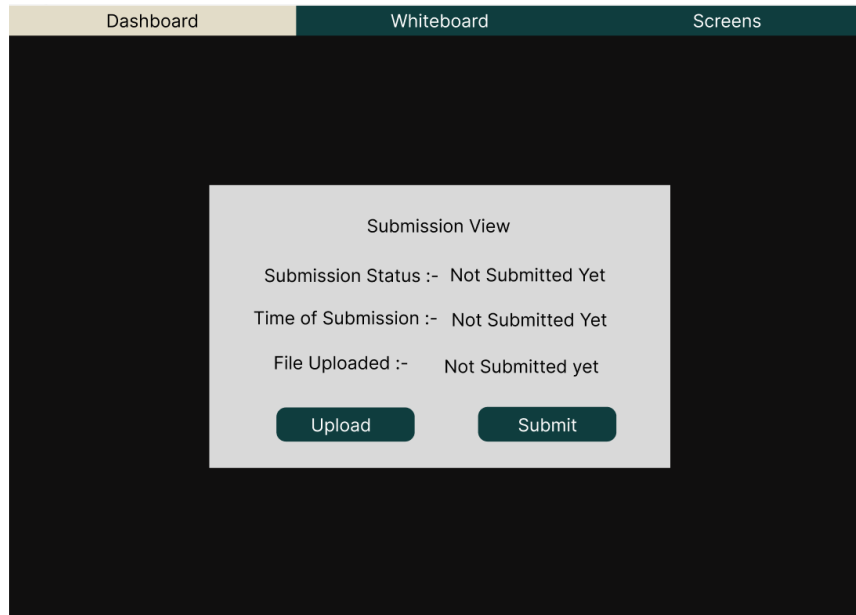 Dashboard Whiteboard Screens
Submission View
Submission Status :- Not Submitted Yet
Time of Submission :- Not Submitted Yet
File Uploaded :- Not Submitted yet
Upload Submit